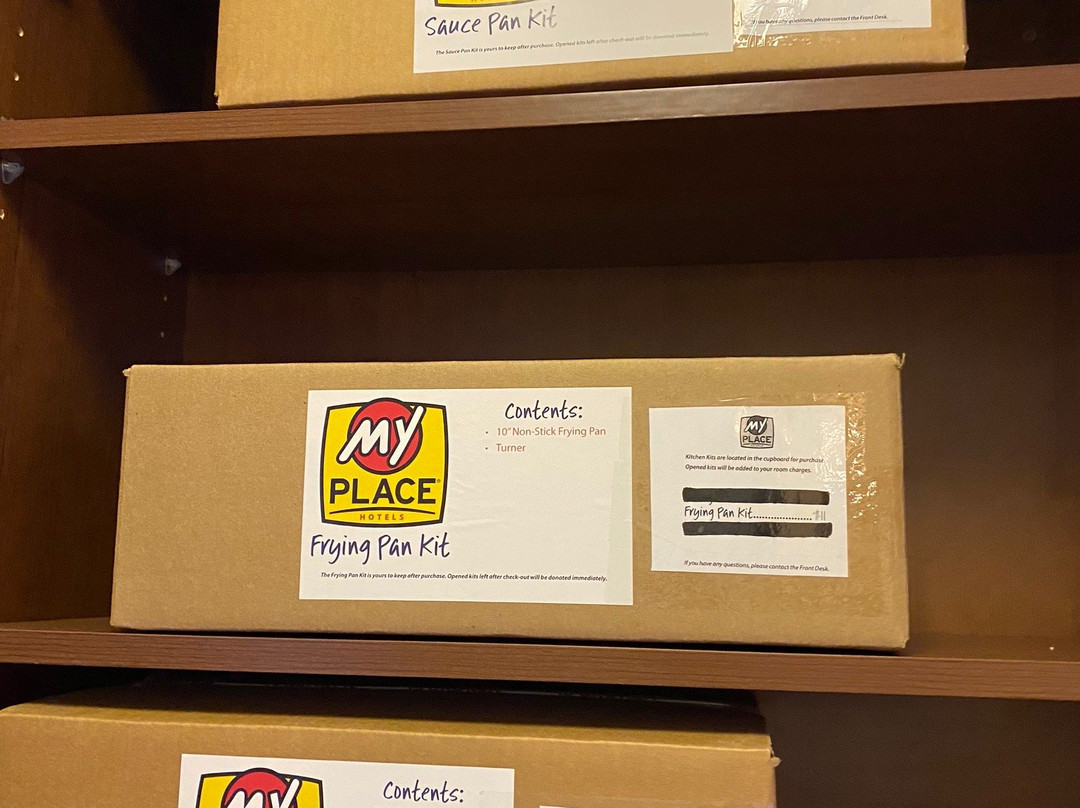 Sauce Pan Kit
The Sauce Pan Kit is yours to keep after purchase. Opened kits left after check-out will be donated immediately.
If you have any questions, please contact the Front Desk.
MY
PLACE®
HOTELS
Frying Pan Kit
Contents:
• 10" Non-Stick Frying Pan
• Turner
The Frying Pan Kit is yours to keep after purchase. Opened kits left after check-out will be donated immediately.
MY
PLACE
Kitchen Kits are located in the cupboard for purchase.
Opened kits will be added to your room charges.
Frying Pan Kit...................... $11
If you have any questions, please contact the Front Desk.
MY
Contents: